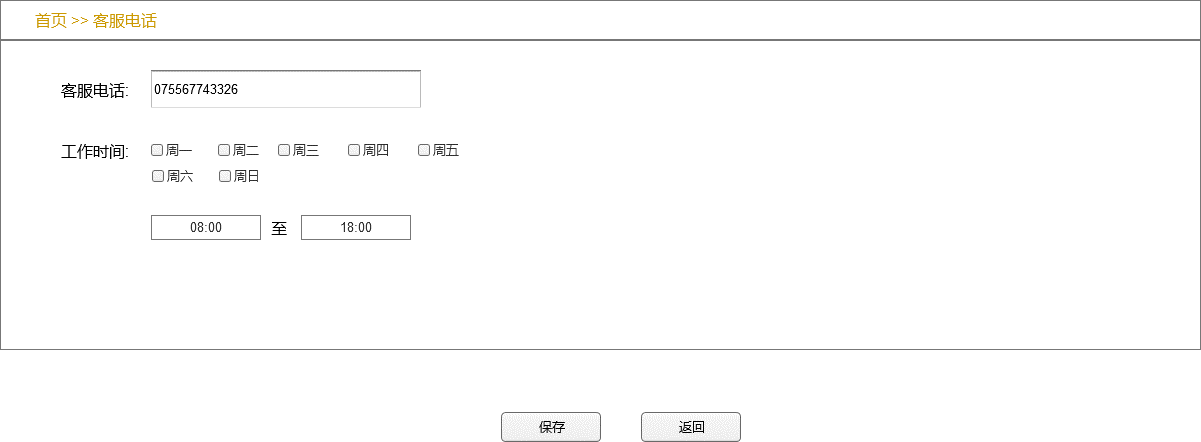 首页 >> 客服电话
客服电话: 075567743326
工作时间: 周一 周二 周三 周四 周五
周六 周日
08:00 至 18:00
保存 返回